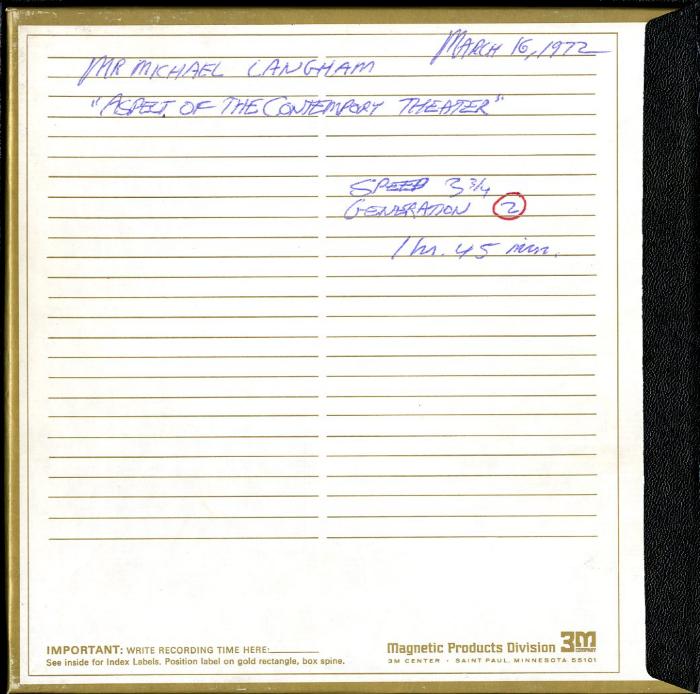 MARCH 16, 1972
MR MICHAEL LANGHAM
"ASPECT OF THE CONTEMPORY THEATER"
SPEED 3 3/4
GENERATION 2
1 hr. 45 min.
IMPORTANT: WRITE RECORDING TIME HERE:
See inside for Index Labels. Position label on gold rectangle, box spine.
Magnetic Products Division 3M COMPANY
3M CENTER • SAINT PAUL, MINNESOTA 55101